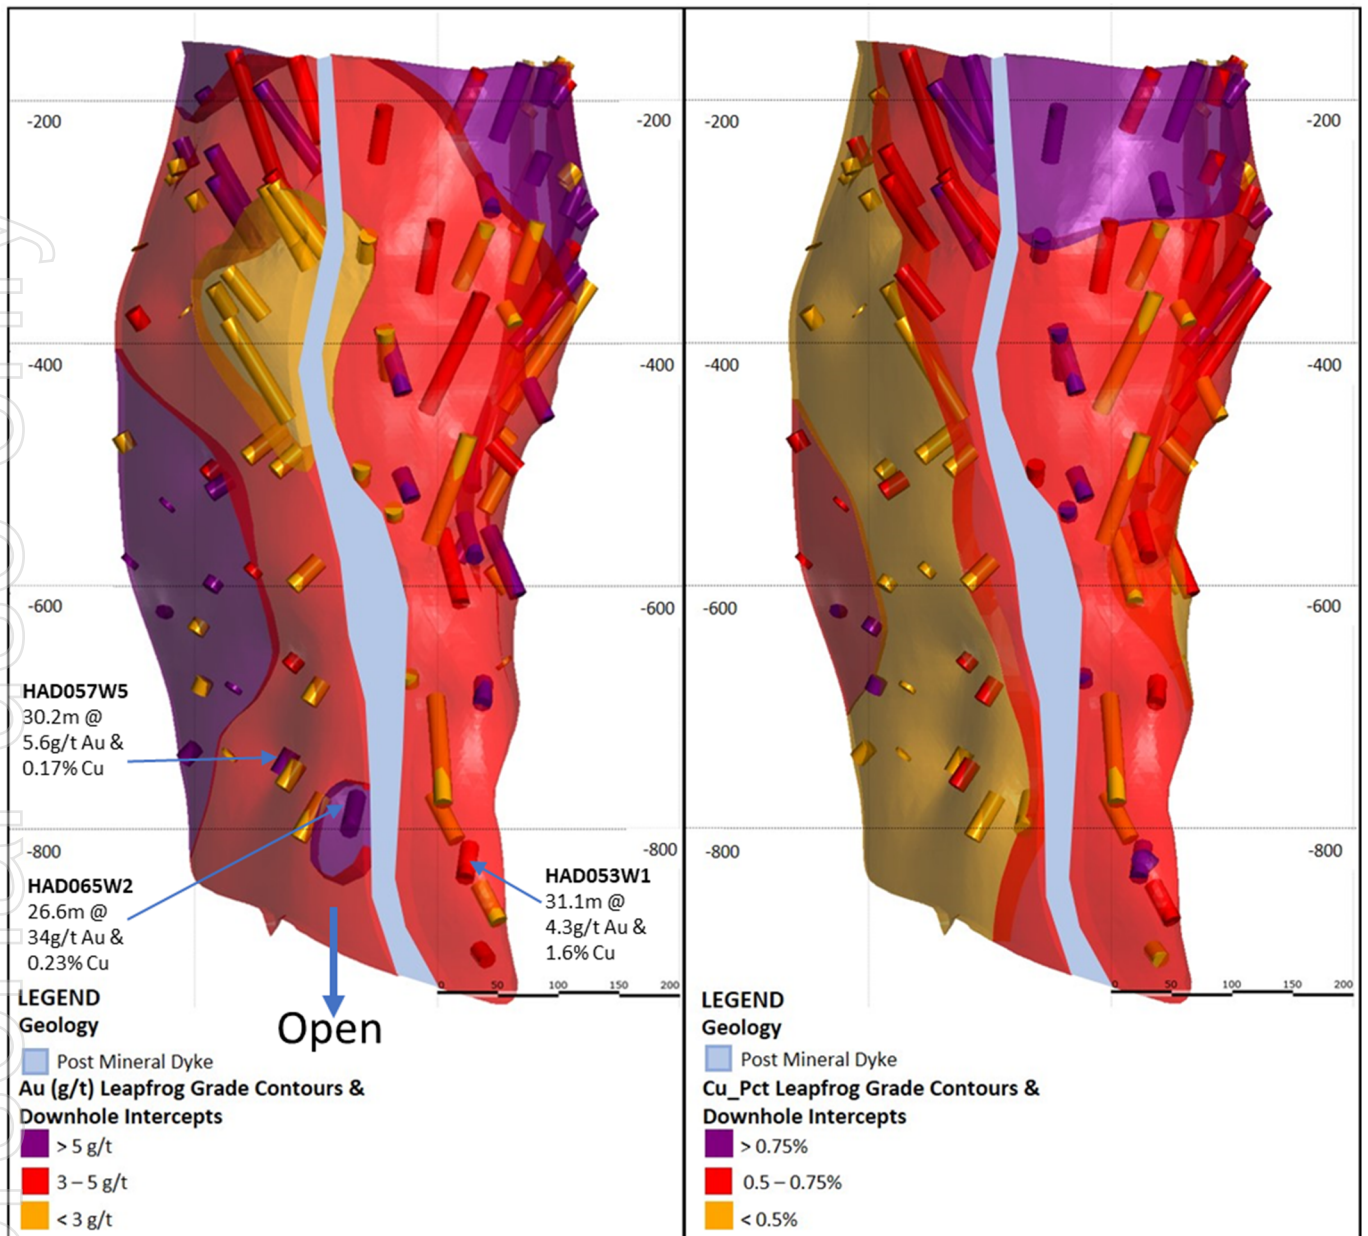 -200
-200
-400
-400
-600
-600
-800
-800
HAD057W5
30.2m @
5.6g/t Au &
0.17% Cu
HAD065W2
26.6m @
34g/t Au &
0.23% Cu
HAD053W1
31.1m @
4.3g/t Au &
1.6% Cu
0 50 100 150 200
Open
LEGEND
Geology
Post Mineral Dyke
Au (g/t) Leapfrog Grade Contours &
Downhole Intercepts
> 5 g/t
3 – 5 g/t
< 3 g/t
-200
-200
-400
-400
-600
-600
-800
-800
0 50 100 150 200
LEGEND
Geology
Post Mineral Dyke
Cu_Pct Leapfrog Grade Contours &
Downhole Intercepts
> 0.75%
0.5 – 0.75%
< 0.5%